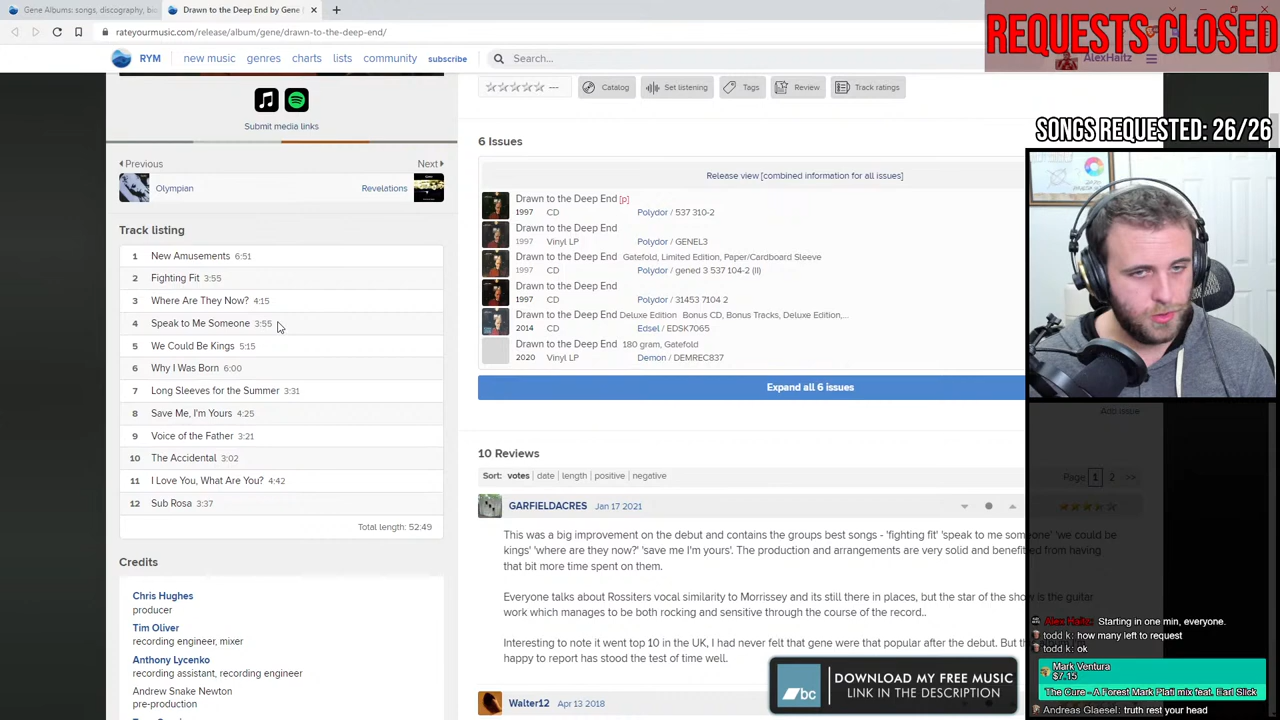 Gene Albums: songs, discography, bi
Drawn to the Deep End by Gene
rateyourmusic.com/release/album/gene/drawn-to-the-deep-end/
REQUESTS CLOSED
RYM new music genres charts lists community subscribe Search... AlexHaitz
Submit media links
--- Catalog Set listening Tags Review Track ratings
SONGS REQUESTED: 26/26
Previous Next
Olympian Revelations
Track listing
1 New Amusements 6:51
2 Fighting Fit 3:55
3 Where Are They Now? 4:15
4 Speak to Me Someone 3:55
5 We Could Be Kings 5:15
6 Why I Was Born 6:00
7 Long Sleeves for the Summer 3:31
8 Save Me, I'm Yours 4:25
9 Voice of the Father 3:21
10 The Accidental 3:02
11 I Love You, What Are You? 4:42
12 Sub Rosa 3:37
Total length: 52:49
Credits
Chris Hughes
producer
Tim Oliver
recording engineer, mixer
Anthony Lycenko
recording assistant, recording engineer
Andrew Snake Newton
pre-production
6 Issues
Release view [combined information for all issues]
Drawn to the Deep End [p]
1997 CD Polydor / 537 310-2
Drawn to the Deep End
1997 Vinyl LP Polydor / GENEL3
Drawn to the Deep End Gatefold, Limited Edition, Paper/Cardboard Sleeve
1997 CD Polydor / gened 3 537 104-2 (II)
Drawn to the Deep End
1997 CD Polydor / 31453 7104 2
Drawn to the Deep End Deluxe Edition Bonus CD, Bonus Tracks, Deluxe Edition,...
2014 CD Edsel / EDSK7065
Drawn to the Deep End 180 gram, Gatefold
2020 Vinyl LP Demon / DEMREC837
Expand all 6 issues
Add issue
10 Reviews
Sort: votes date length positive negative
Page 1 2 >>
GARFIELDACRES Jan 17 2021
This was a big improvement on the debut and contains the groups best songs - 'fighting fit' 'speak to me someone' 'we could be
kings' 'where are they now?' 'save me I'm yours'. The production and arrangements are very solid and benefitted from having
that bit more time spent on them.
Everyone talks about Rossiters vocal similarity to Morrissey and its still there in places, but the star of the show is the guitar
work which manages to be both rocking and sensitive through the course of the record..
Interesting to note it went top 10 in the UK, I had never felt that gene were that popular after the debut. But th
happy to report has stood the test of time well.
Walter12 Apr 13 2018
bc DOWNLOAD MY FREE MUSIC
LINK IN THE DESCRIPTION
Alex Haitz: Starting in one min, everyone.
todd k: how many left to request
todd k: ok
Mark Ventura
$7.15
The Cure - A Forest Mark Plati mix feat. Earl Slick
Andreas Glaesel: truth rest your head